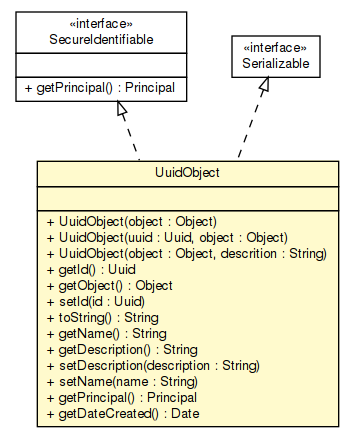 «interface»
SecureIdentifiable
+ getPrincipal() : Principal
«interface»
Serializable
UuidObject
+ UuidObject(object : Object)
+ UuidObject(uuid : Uuid, object : Object)
+ UuidObject(object : Object, descrition : String)
+ getId() : Uuid
+ getObject() : Object
+ setId(id : Uuid)
+ toString() : String
+ getName() : String
+ getDescription() : String
+ setDescription(description : String)
+ setName(name : String)
+ getPrincipal() : Principal
+ getDateCreated() : Date